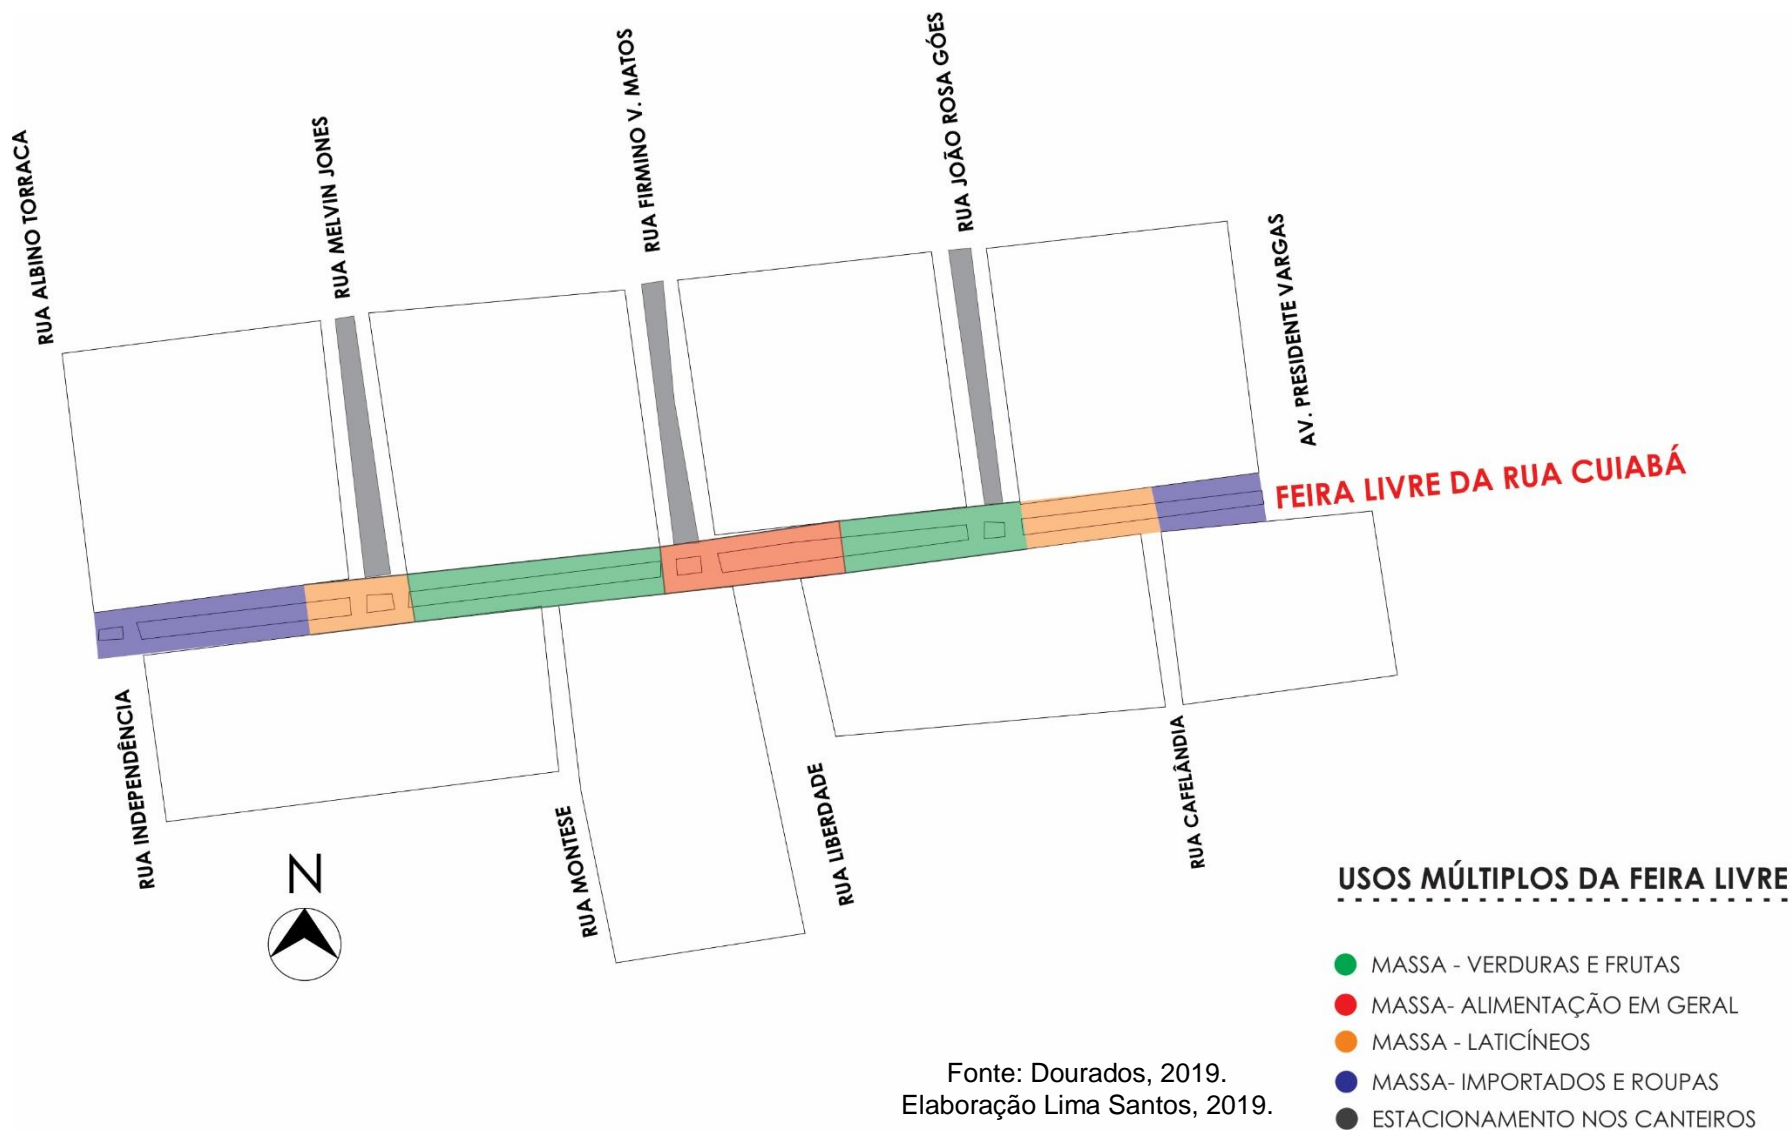 RUA ALBINO TORRACA
RUA MELVIN JONES
RUA FIRMINO V. MATOS
RUA JOÃO ROSA GÓES
AV. PRESIDENTE VARGAS
FEIRA LIVRE DA RUA CUIABÁ
RUA INDEPENDÊNCIA
RUA MONTESE
RUA LIBERDADE
RUA CAFELÂNDIA
N
USOS MÚLTIPLOS DA FEIRA LIVRE
MASSA - VERDURAS E FRUTAS
MASSA- ALIMENTAÇÃO EM GERAL
MASSA - LATICÍNEOS
MASSA- IMPORTADOS E ROUPAS
ESTACIONAMENTO NOS CANTEIROS
Fonte: Dourados, 2019.
Elaboração Lima Santos, 2019.